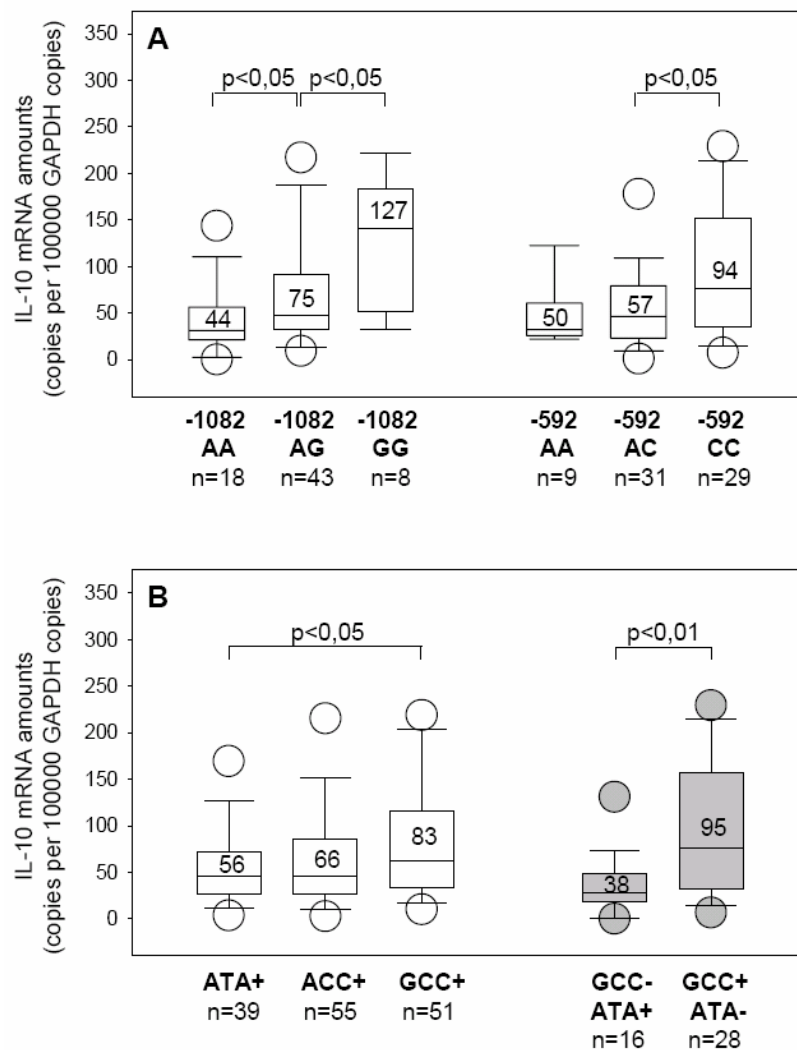 A
IL-10 mRNA amounts
(copies per 100000 GAPDH copies)
350
300
250
200
150
100
50
0
p<0,05
p<0,05
p<0,05
44
75
127
50
57
94
-1082 -1082 -1082 -592 -592 -592
AA AG GG AA AC CC
n=18 n=43 n=8 n=9 n=31 n=29
B
IL-10 mRNA amounts
(copies per 100000 GAPDH copies)
350
300
250
200
150
100
50
0
p<0,05
p<0,01
56
66
83
38
95
ATA+ ACC+ GCC+ GCC- GCC+
n=39 n=55 n=51 ATA+ ATA-
n=16 n=28